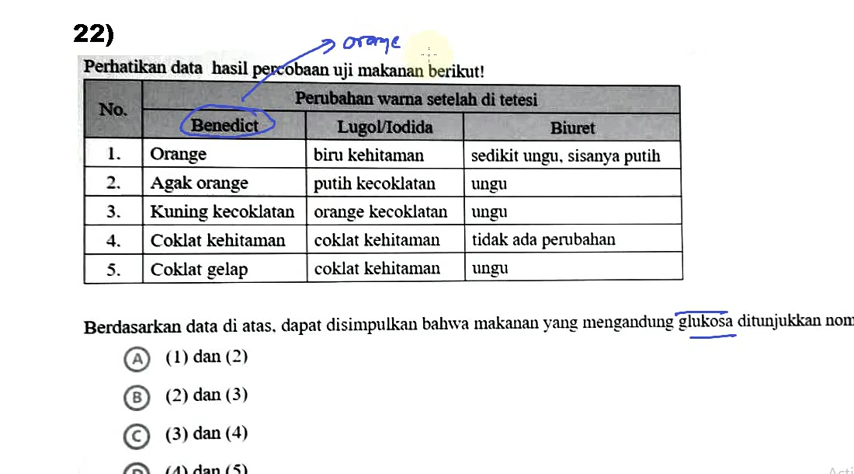 22)
orange
Perhatikan data hasil percobaan uji makanan berikut!
No. Perubahan warna setelah di tetesi
Benedict Lugol/Iodida Biuret
1. Orange biru kehitaman sedikit ungu, sisanya putih
2. Agak orange putih kecoklatan ungu
3. Kuning kecoklatan orange kecoklatan ungu
4. Coklat kehitaman coklat kehitaman tidak ada perubahan
5. Coklat gelap coklat kehitaman ungu
Berdasarkan data di atas, dapat disimpulkan bahwa makanan yang mengandung glukosa ditunjukkan nom
A (1) dan (2)
B (2) dan (3)
C (3) dan (4)
D (4) dan (5)